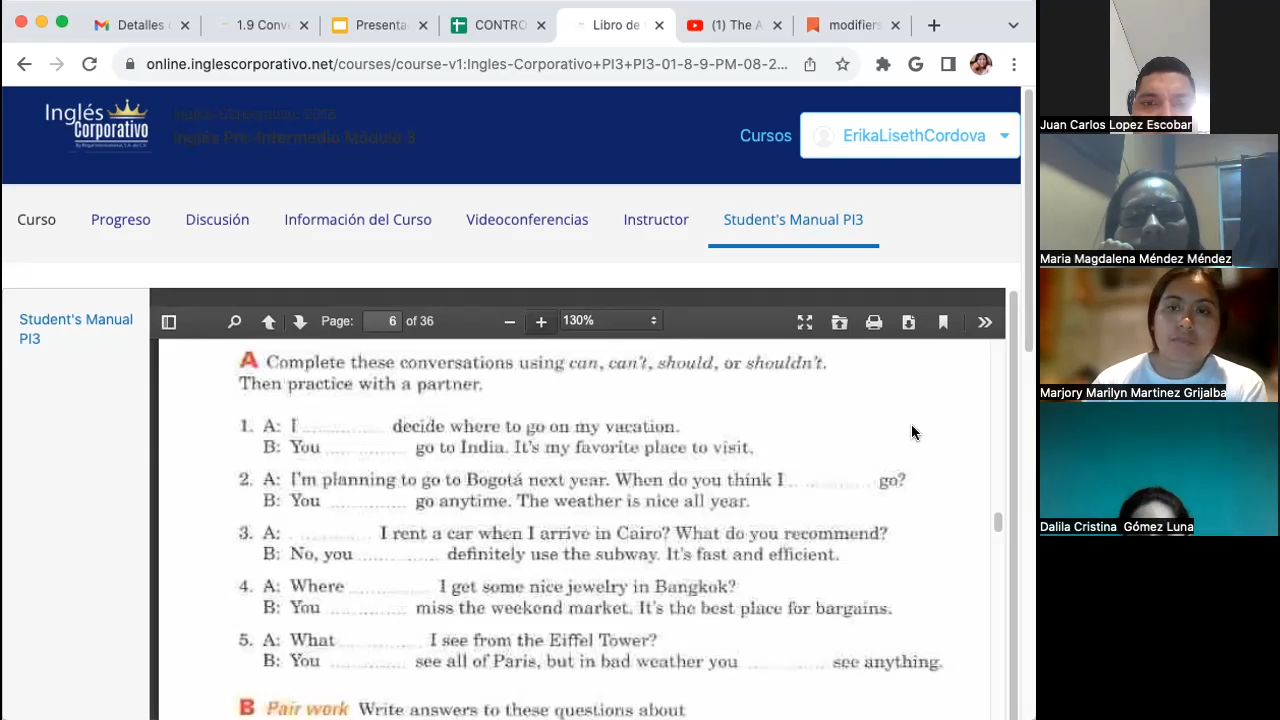 Detalles
1.9 Conv
Presenta
CONTRO
Libro de
(1) The A
modifiers
online.inglescorporativo.net/courses/course-v1:Ingles-Corporativo+PI3+PI3-01-8-9-PM-08-2...
Inglés
Corporativo
Inglés Corporativo: 2068
Inglés Pre-Intermedio Módulo 3
Cursos
ErikaLisethCordova
Curso
Progreso
Discusión
Información del Curso
Videoconferencias
Instructor
Student's Manual PI3
Student's Manual
PI3
Page: 6 of 36
130%
A Complete these conversations using can, can't, should, or shouldn't.
Then practice with a partner.
1. A: I ............ decide where to go on my vacation.
B: You ............ go to India. It's my favorite place to visit.
2. A: I'm planning to go to Bogotá next year. When do you think I ............ go?
B: You ............ go anytime. The weather is nice all year.
3. A: ............ I rent a car when I arrive in Cairo? What do you recommend?
B: No, you ............ definitely use the subway. It's fast and efficient.
4. A: Where ............ I get some nice jewelry in Bangkok?
B: You ............ miss the weekend market. It's the best place for bargains.
5. A: What ............ I see from the Eiffel Tower?
B: You ............ see all of Paris, but in bad weather you ............ see anything.
B Pair work Write answers to these questions about
Juan Carlos Lopez Escobar
Maria Magdalena Méndez Méndez
Marjory Marilyn Martinez Grijalba
Dalila Cristina Gómez Luna